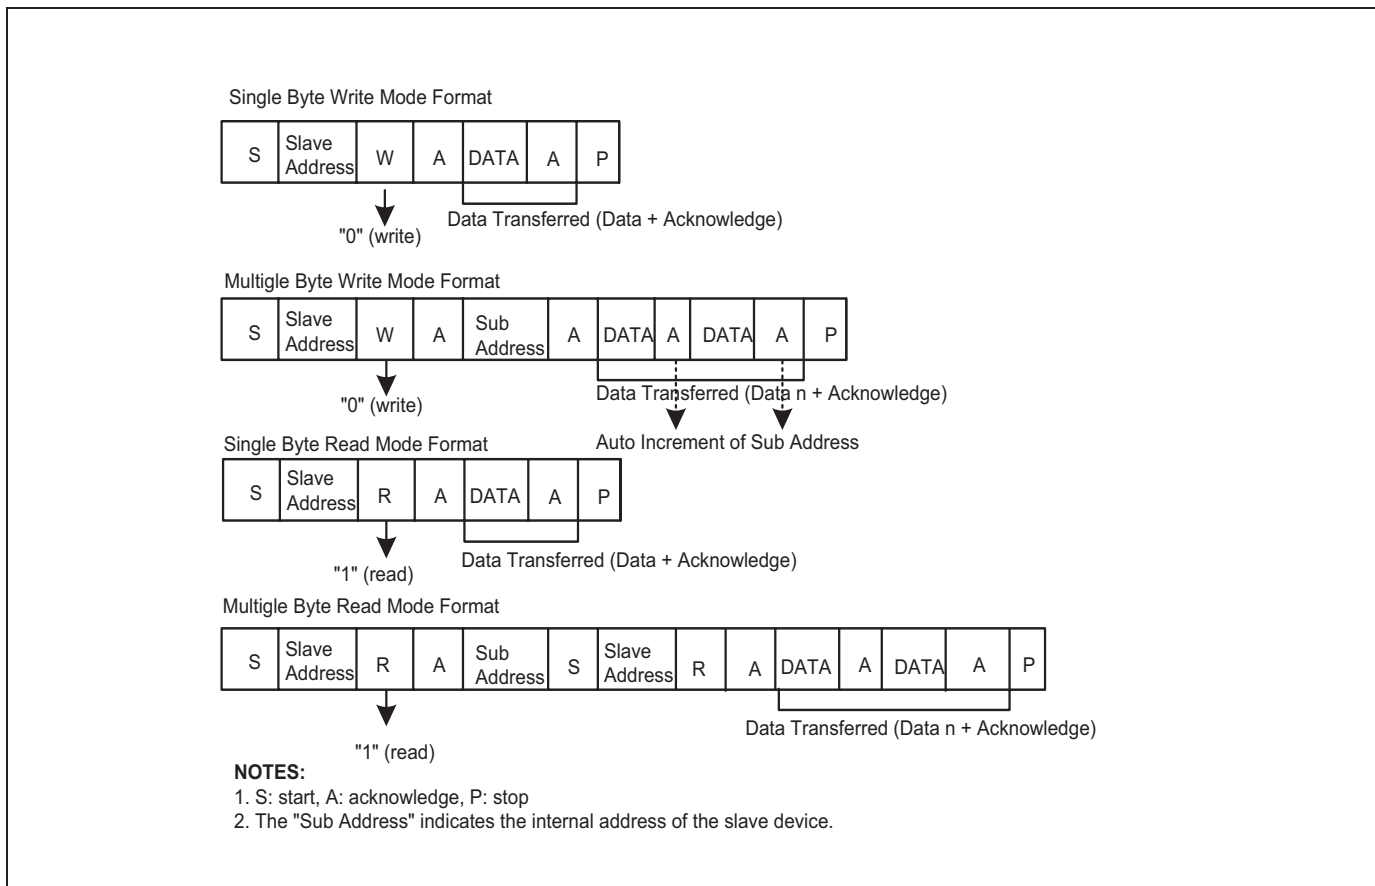 Single Byte Write Mode Format
S Slave Address W A DATA A P
Data Transferred (Data + Acknowledge)
"0" (write)
Multigle Byte Write Mode Format
S Slave Address W A Sub Address A DATA A DATA A P
Data Transferred (Data n + Acknowledge)
"0" (write)
Auto Increment of Sub Address
Single Byte Read Mode Format
S Slave Address R A DATA A P
Data Transferred (Data + Acknowledge)
"1" (read)
Multigle Byte Read Mode Format
S Slave Address R A Sub Address S Slave Address R A DATA A DATA A P
Data Transferred (Data n + Acknowledge)
"1" (read)
NOTES:
1. S: start, A: acknowledge, P: stop
2. The "Sub Address" indicates the internal address of the slave device.